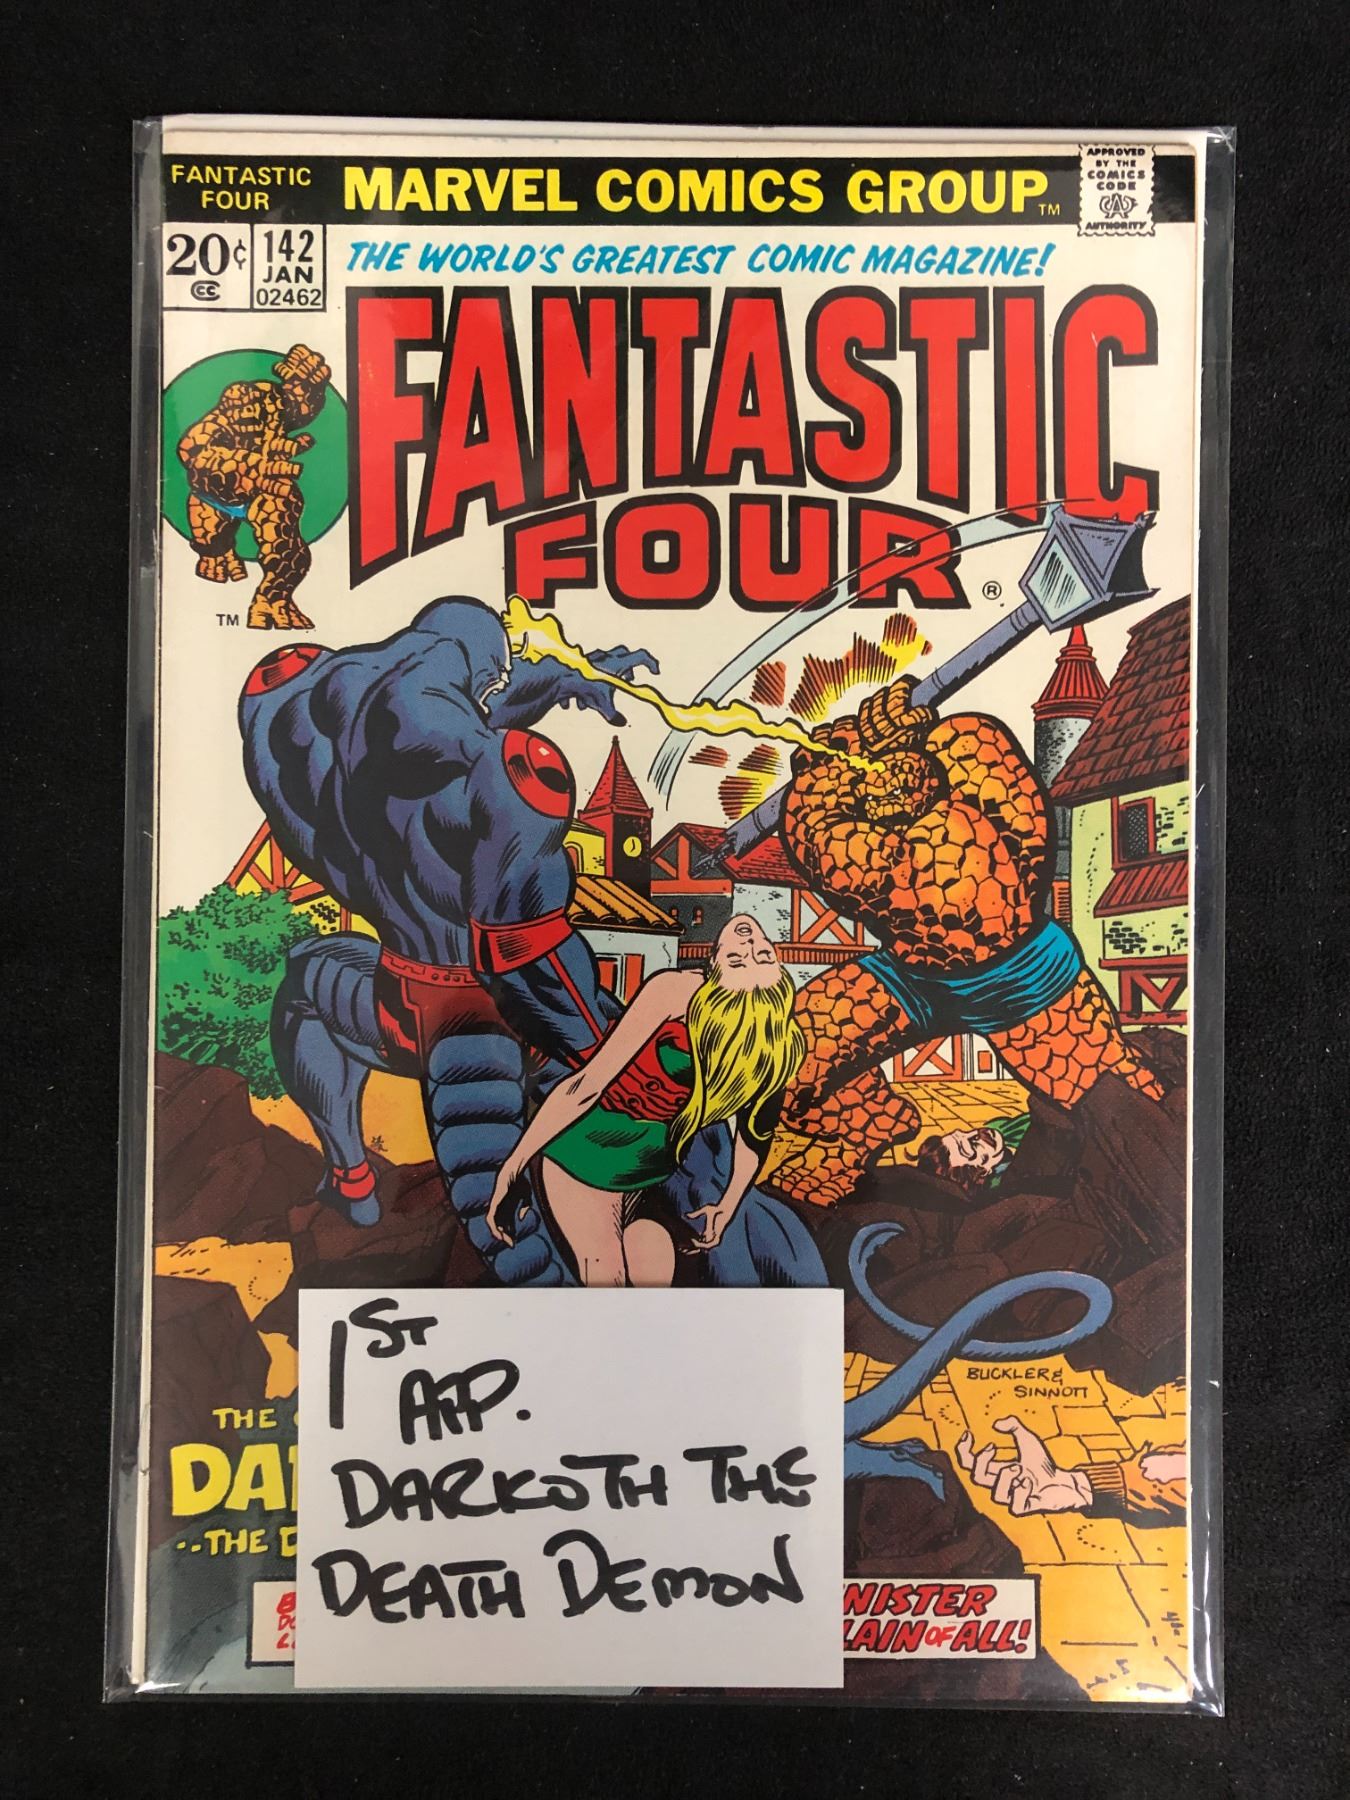 FANTASTIC
FOUR
MARVEL COMICS GROUP TM
APPROVED
BY THE
COMICS
CODE
CA
AUTHORITY
20¢
CC
142
JAN
02462
THE WORLD'S GREATEST COMIC MAGAZINE!
FANTASTIC
FOUR ®
TM
BUCKLER &
SINNOTT
THE
DA
..THE D
1ST
APP.
DARKOTH THE
DEATH DEMON
NISTER
LAIN OF ALL!